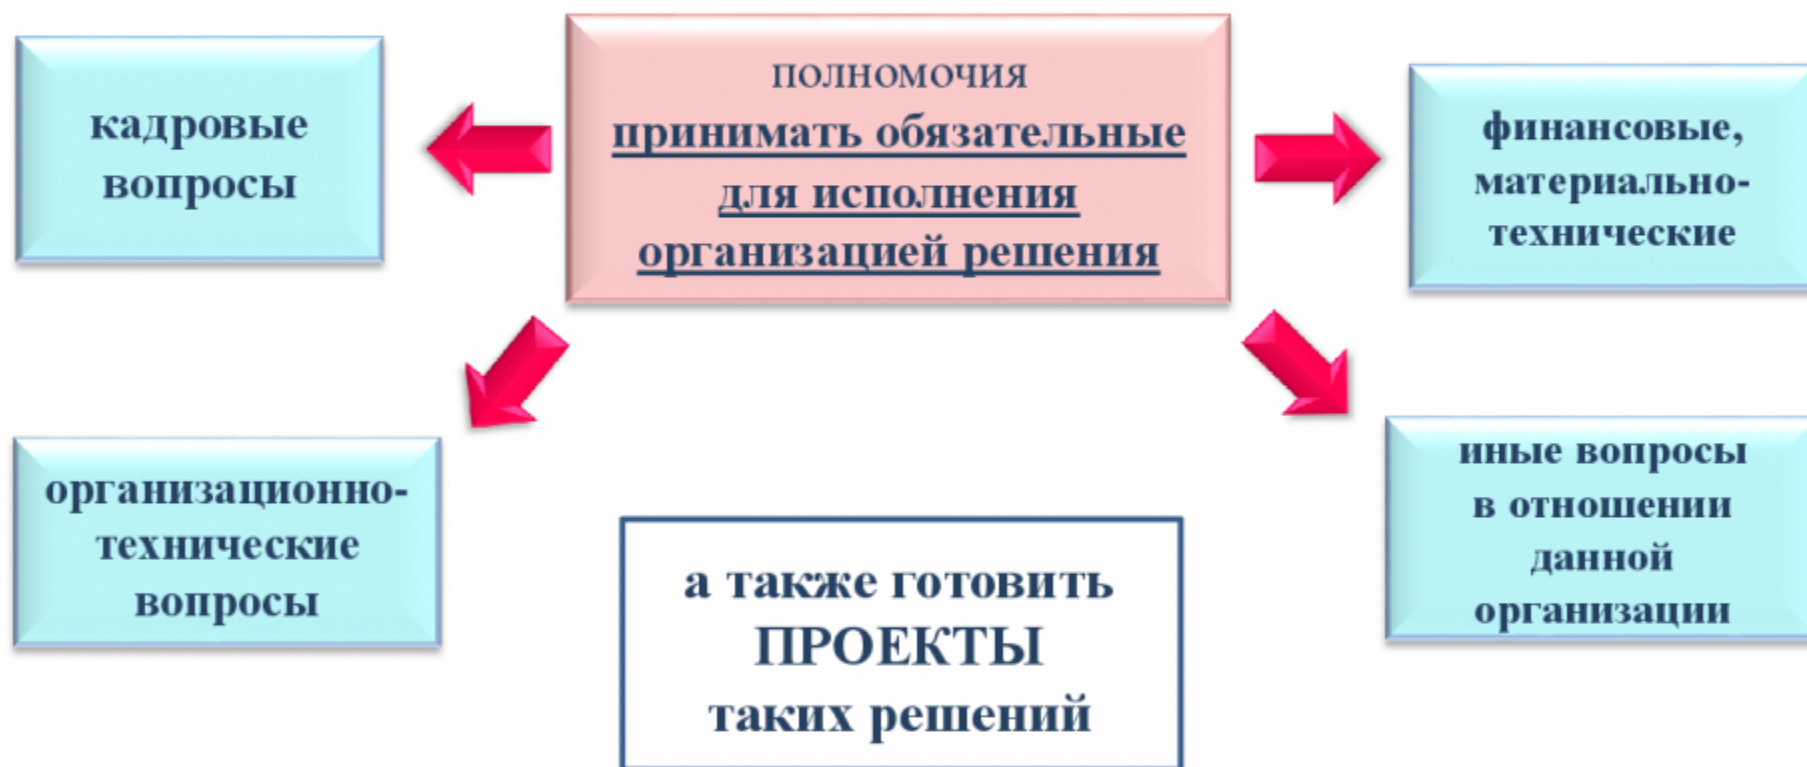 кадровые
вопросы
полномочия
принимать обязательные
для исполнения
организацией решения
финансовые,
материально-
технические
организационно-
технические
вопросы
а также готовить
ПРОЕКТЫ
таких решений
иные вопросы
в отношении
данной
организации